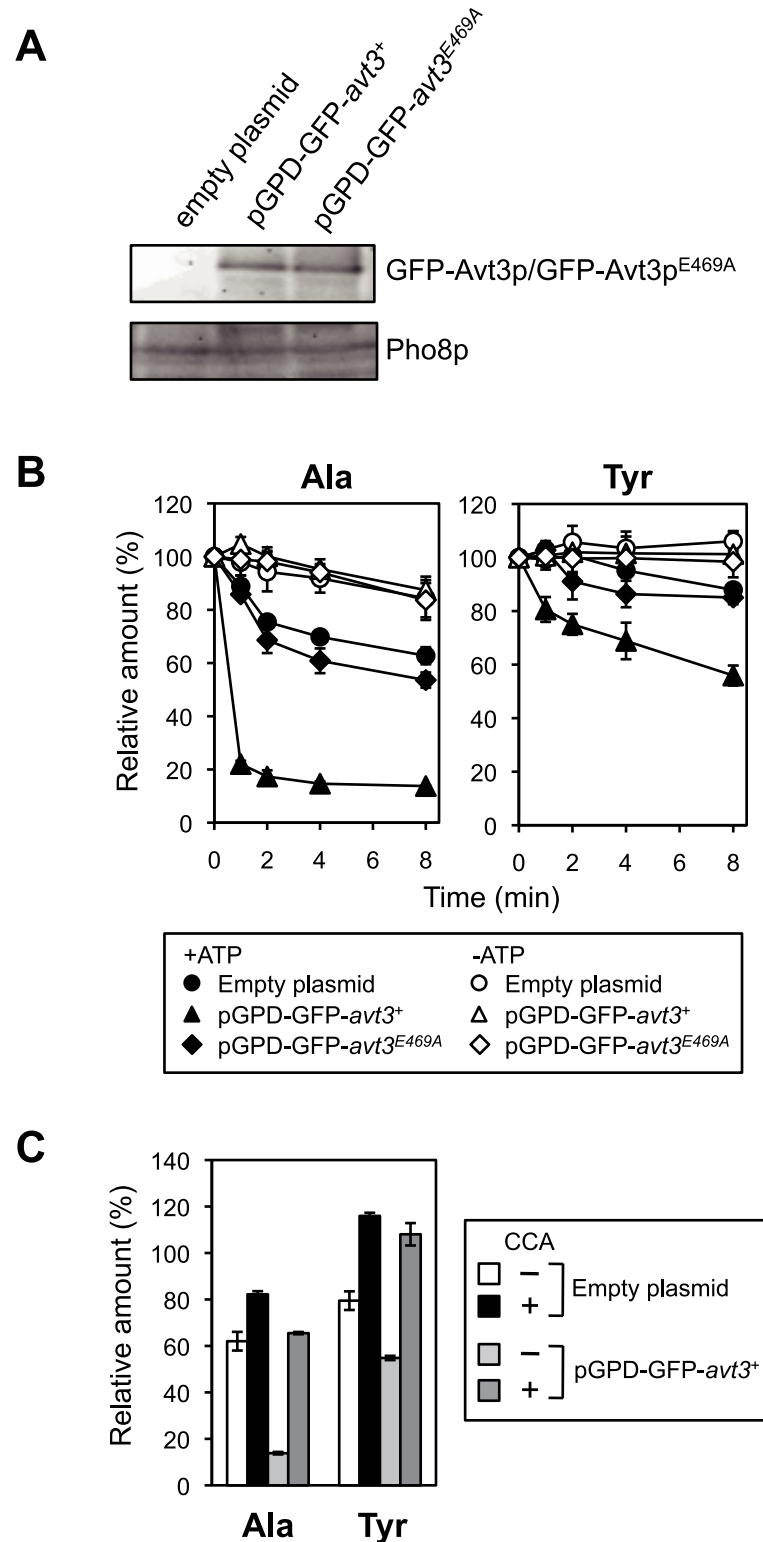 A
empty plasmid
pGPD-GFP-avt3⁺
pGPD-GFP-avt3ᴱ⁴⁶⁹ᴬ
GFP-Avt3p/GFP-Avt3pᴱ⁴⁶⁹ᴬ
Pho8p
B
Ala
Tyr
Relative amount (%)
120
100
80
60
40
20
0
120
100
80
60
40
20
0
0 2 4 6 8
0 2 4 6 8
Time (min)
+ATP
Empty plasmid
pGPD-GFP-avt3⁺
pGPD-GFP-avt3ᴱ⁴⁶⁹ᴬ
-ATP
Empty plasmid
pGPD-GFP-avt3⁺
pGPD-GFP-avt3ᴱ⁴⁶⁹ᴬ
C
Relative amount (%)
140
120
100
80
60
40
20
0
Ala Tyr
CCA
−
+
Empty plasmid
−
+
pGPD-GFP-avt3⁺